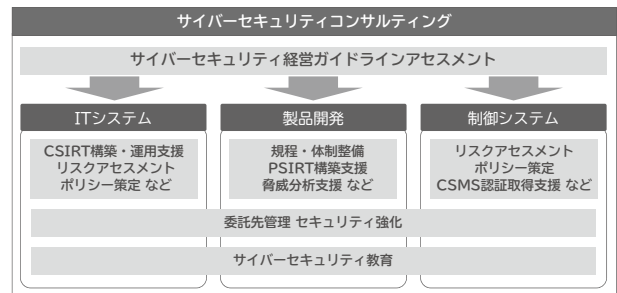 サイバーセキュリティコンサルティング
サイバーセキュリティ経営ガイドラインアセスメント
ITシステム
CSIRT構築・運用支援
リスクアセスメント
ポリシー策定 など
製品開発
規程・体制整備
PSIRT構築支援
脅威分析支援 など
制御システム
リスクアセスメント
ポリシー策定
CSMS認証取得支援 など
委託先管理 セキュリティ強化
サイバーセキュリティ教育